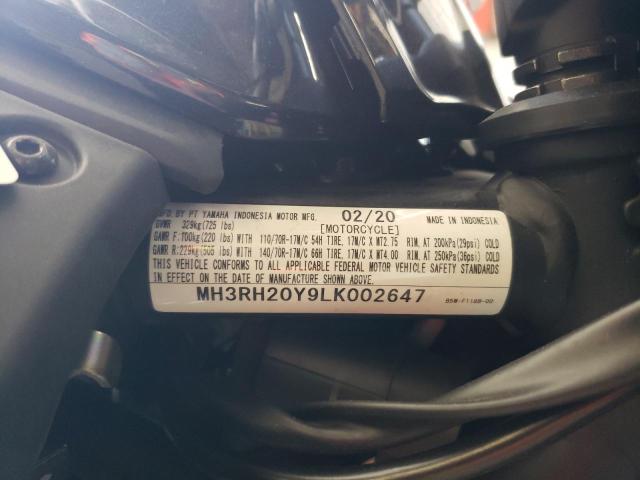 MFG. BY PT YAMAHA INDONESIA MOTOR MFG. 02/20 MADE IN INDONESIA
GVWR 329kg(725 lbs) [MOTORCYCLE]
GAWR F. 100kg(220 lbs) WITH 110/70R-17M/C 54H TIRE, 17M/C X MT2.75 RIM, AT 200kPa(29psi) COLD
GAWR R. 229kg(505 lbs) WITH 140/70R-17M/C 66H TIRE, 17M/C X MT4.00 RIM, AT 250kPa(36psi) COLD
THIS VEHICLE CONFORMS TO ALL APPLICABLE FEDERAL MOTOR VEHICLE SAFETY STANDARDS
IN EFFECT ON THE DATE OF MANUFACTURE SHOWN ABOVE.
MH3RH20Y9LK002647